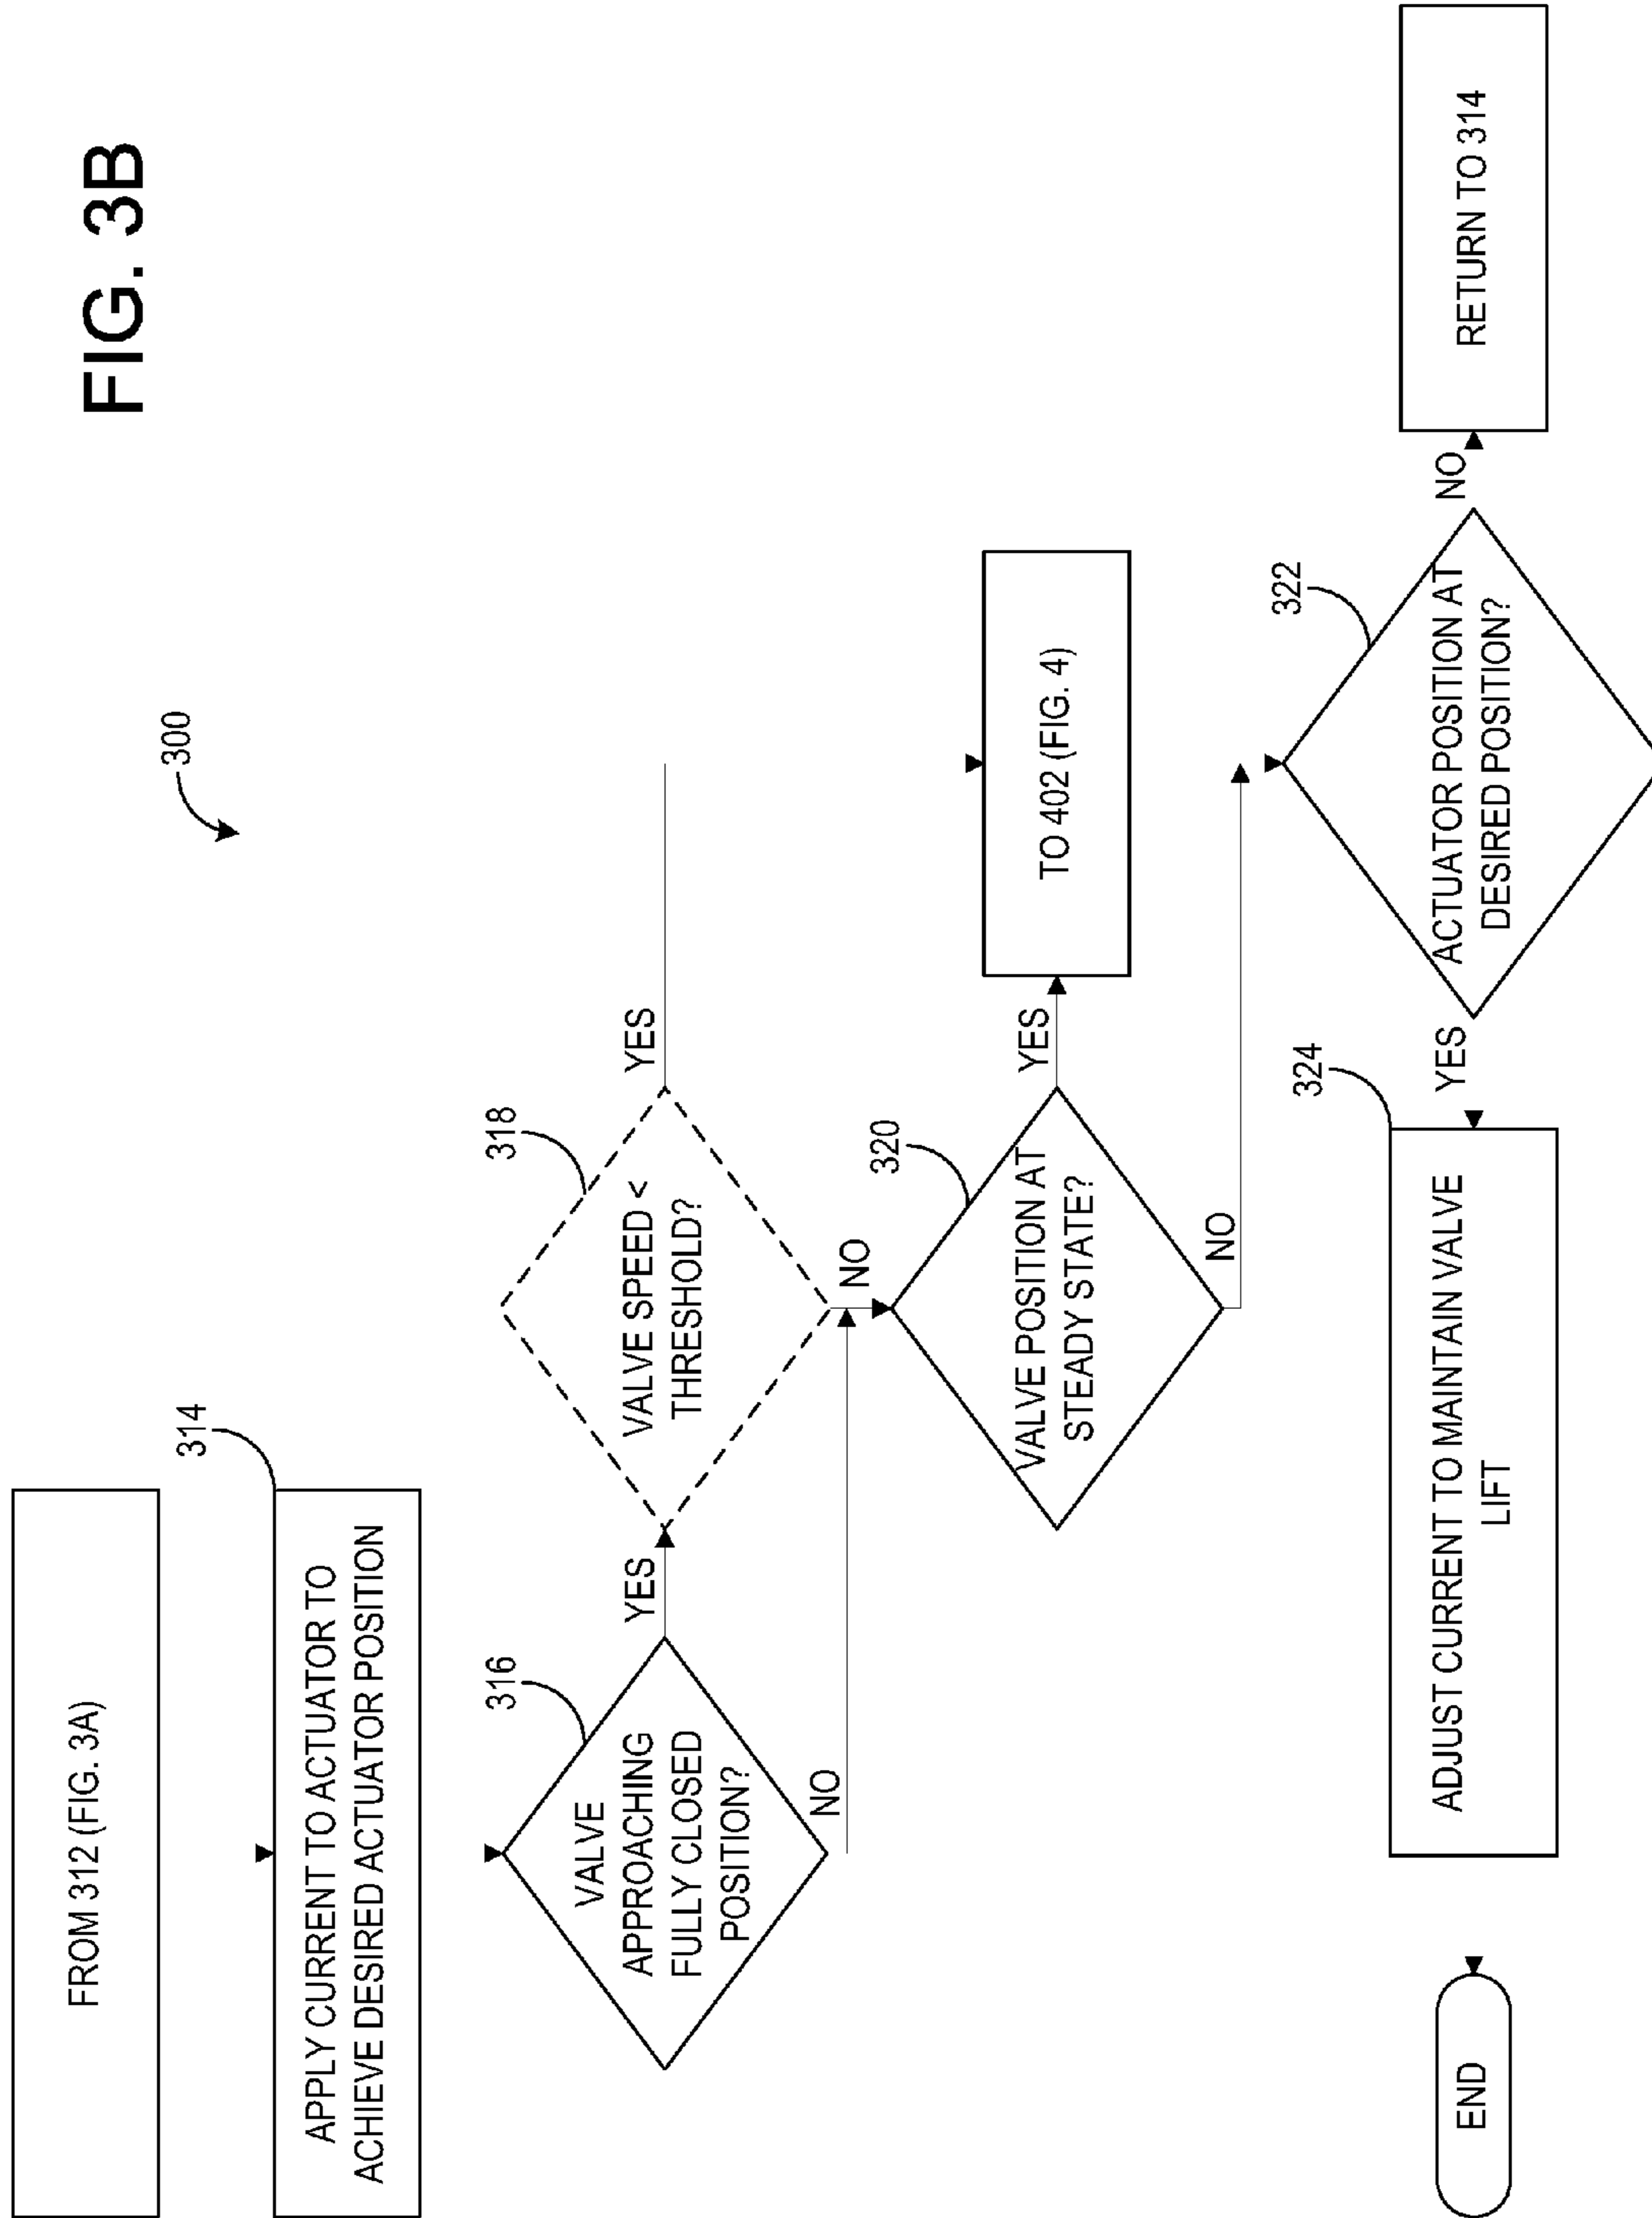 FIG. 3B
300
FROM 312 (FIG. 3A)
314
APPLY CURRENT TO ACTUATOR TO
ACHIEVE DESIRED ACTUATOR POSITION
316
VALVE
APPROACHING
FULLY CLOSED
POSITION?
YES
NO
318
VALVE SPEED <
THRESHOLD?
YES
NO
320
VALVE POSITION AT
STEADY STATE?
YES
NO
TO 402 (FIG. 4)
322
ACTUATOR POSITION AT
DESIRED POSITION?
NO
RETURN TO 314
YES
324
ADJUST CURRENT TO MAINTAIN VALVE
LIFT
END